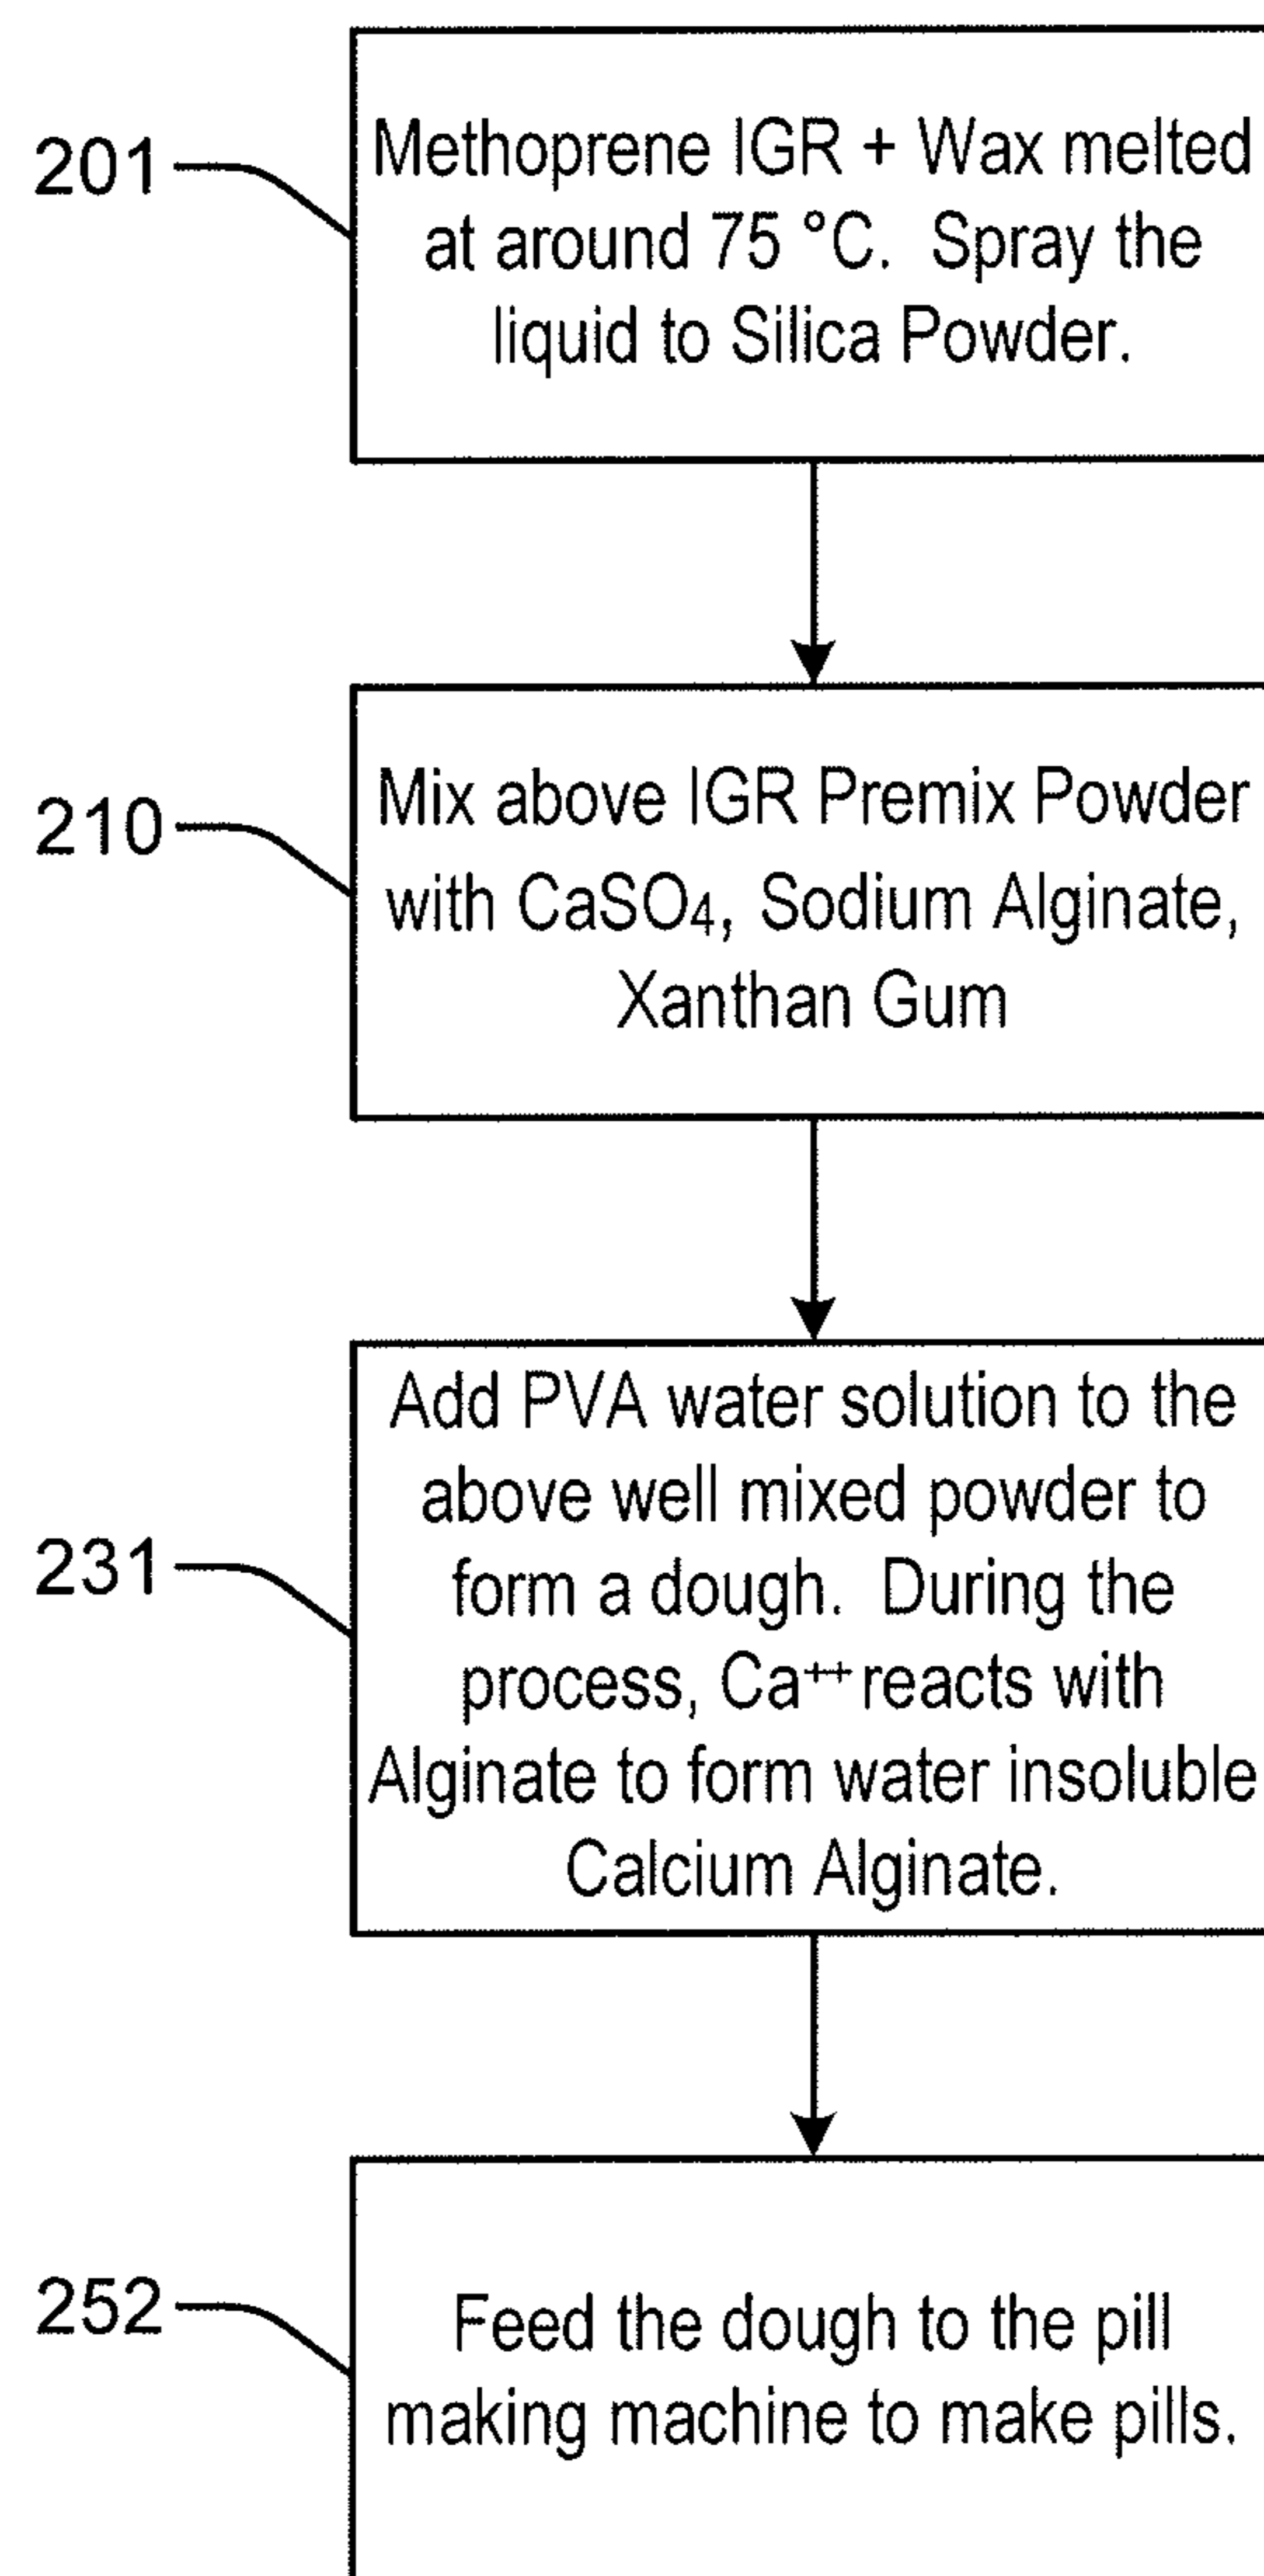 201
Methoprene IGR + Wax melted
at around 75 °C. Spray the
liquid to Silica Powder.
210
Mix above IGR Premix Powder
with CaSO₄, Sodium Alginate,
Xanthan Gum
231
Add PVA water solution to the
above well mixed powder to
form a dough. During the
process, Ca⁺⁺ reacts with
Alginate to form water insoluble
Calcium Alginate.
252
Feed the dough to the pill
making machine to make pills.